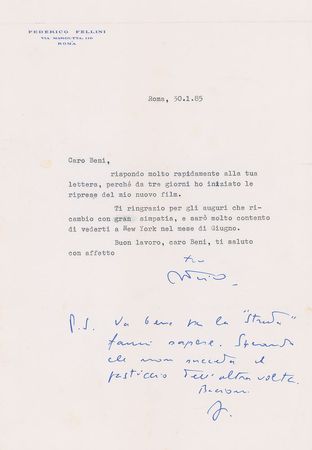 FEDERICO FELLINI
VIA MARGUTTA, 110
ROMA
Roma, 30.1.85
Caro Beni,
rispondo molto rapidamente alla tua
lettera, perché da tre giorni ho iniziato le
riprese del mio nuovo film.
Ti ringrazio per gli auguri che ri-
cambio con gran simpatia, e sarò molto contento
di vederti a New York nel mese di Giugno.
Buon lavoro, caro Beni, ti saluto
con affetto
tuo
P.S. Va bene per la "Strada"
fammi sapere. Sperando
che non succeda il
pasticcio dell'altra volta.
Bacioni
F.